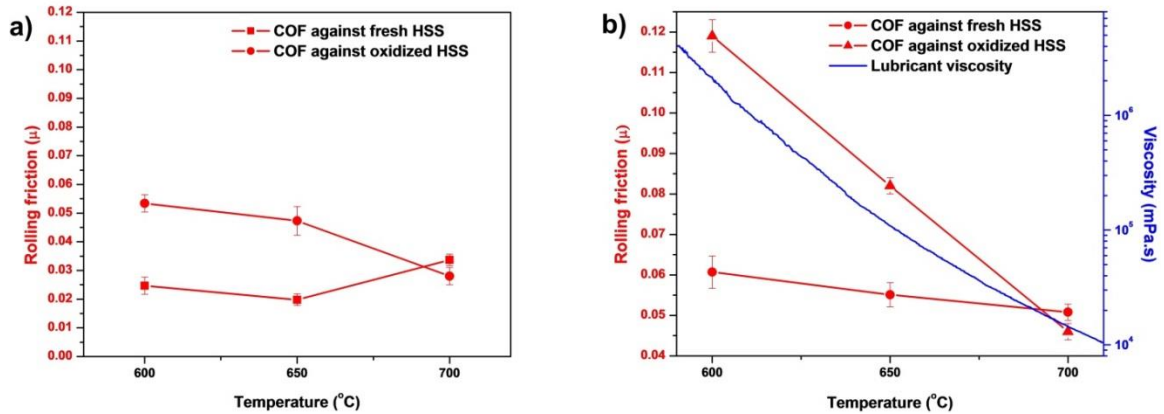 a)
COF against fresh HSS
COF against oxidized HSS
Rolling friction (μ)
0.12
0.11
0.10
0.09
0.08
0.07
0.06
0.05
0.04
0.03
0.02
0.01
0.00
600
650
700
Temperature (°C)
b)
COF against fresh HSS
COF against oxidized HSS
Lubricant viscosity
Rolling friction (μ)
0.12
0.11
0.10
0.09
0.08
0.07
0.06
0.05
0.04
600
650
700
Temperature (°C)
10⁶
10⁵
10⁴
Viscosity (mPa.s)